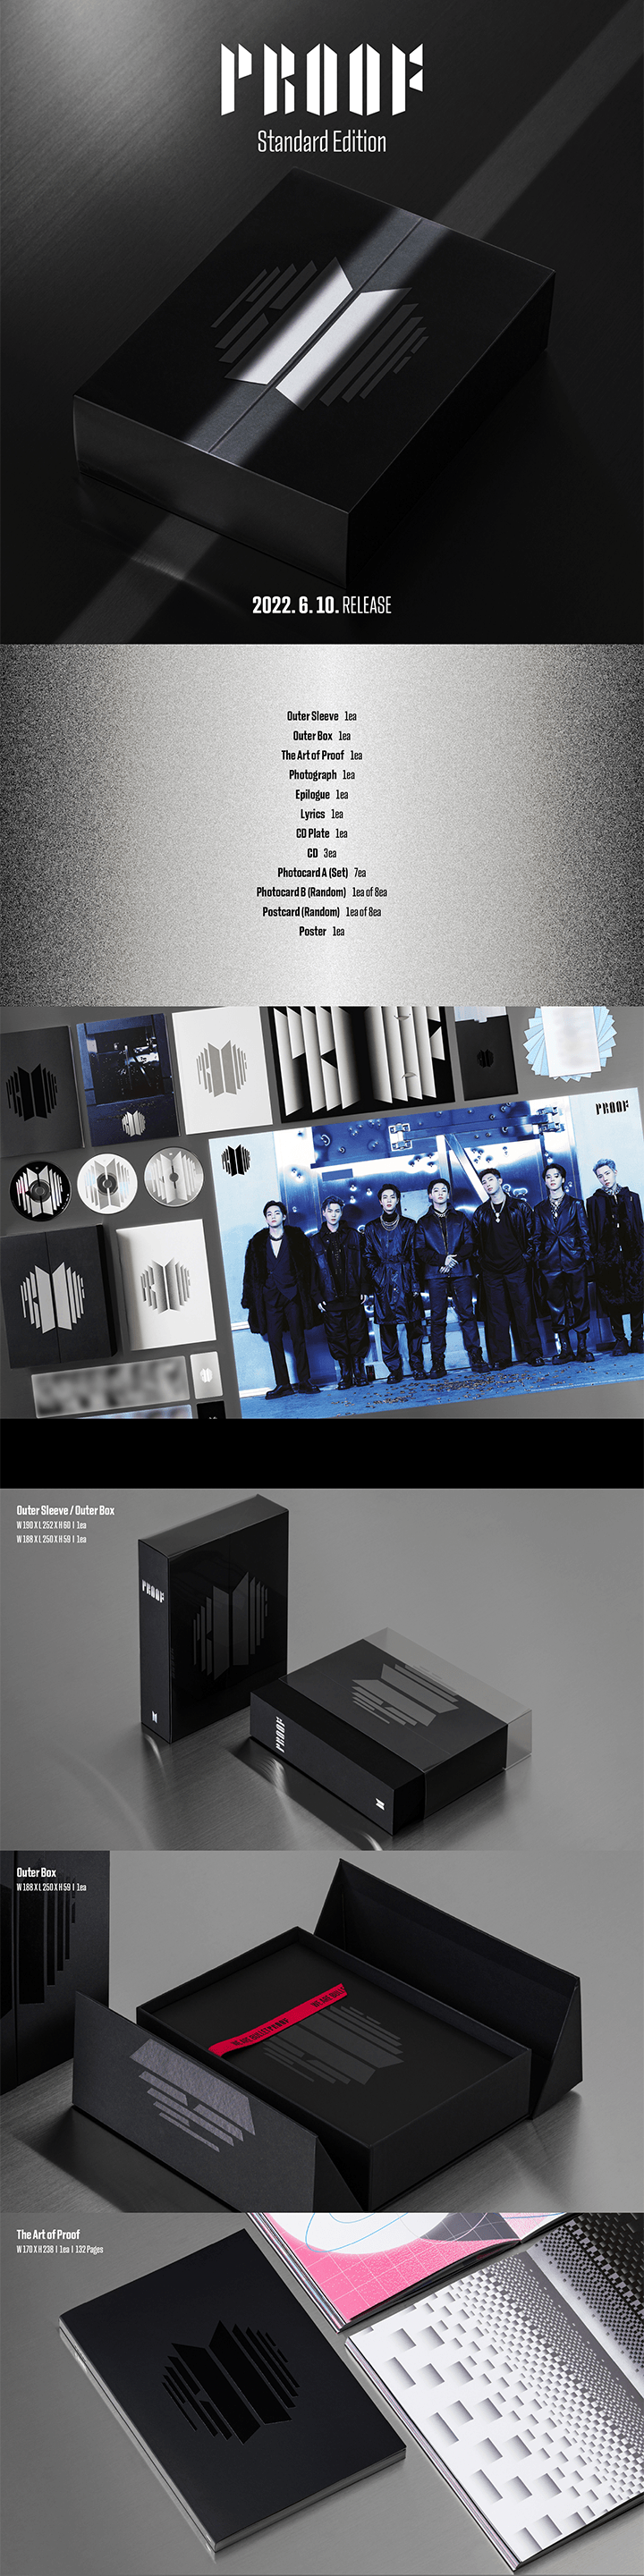 PROOF
Standard Edition
2022. 6. 10. RELEASE
Outer Sleeve 1ea
Outer Box 1ea
The Art of Proof 1ea
Photograph 1ea
Epilogue 1ea
Lyrics 1ea
CD Plate 1ea
CD 3ea
Photocard A (Set) 7ea
Photocard B (Random) 1ea of 8ea
Postcard (Random) 1ea of 8ea
Poster 1ea
PROOF
Outer Sleeve / Outer Box
W 190 X L 252 X H 60 | 1ea
W 188 X L 250 X H 59 | 1ea
PROOF
PROOF
Outer Box
W 188 X L 250 X H 59 | 1ea
WE ARE BULLETPROOF
The Art of Proof
W 170 X H 238 | 1ea | 132 Pages